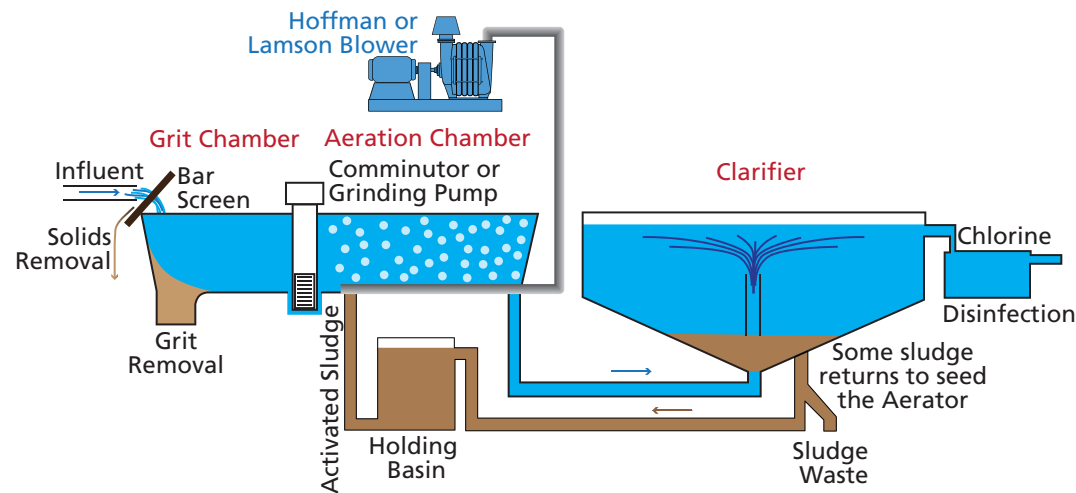 Hoffman or
Lamson Blower
Grit Chamber
Aeration Chamber
Influent
Bar
Screen
Comminutor or
Grinding Pump
Clarifier
Solids
Removal
Chlorine
Disinfection
Grit
Removal
Activated Sludge
Some sludge
returns to seed
the Aerator
Holding
Basin
Sludge
Waste